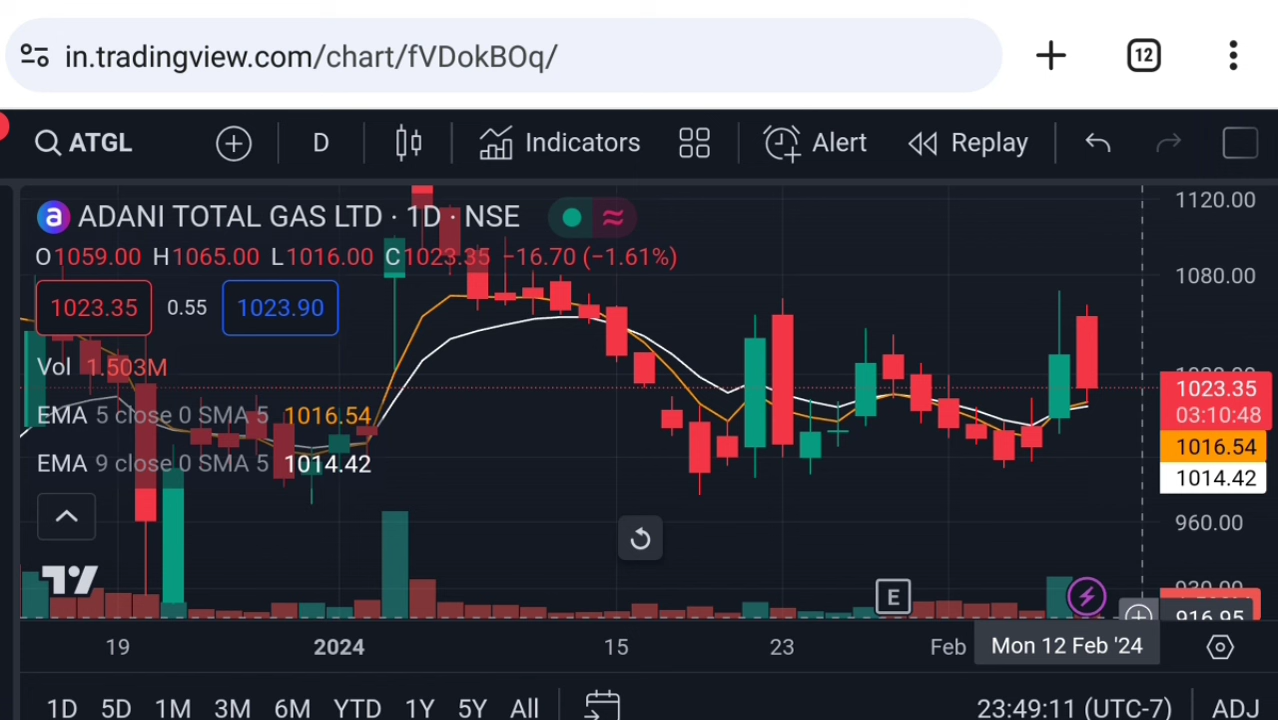 in.tradingview.com/chart/fVDokBOq/
12
ATGL D Indicators Alert Replay
a ADANI TOTAL GAS LTD · 1D · NSE
O1059.00 H1065.00 L1016.00 C1023.35 −16.70 (−1.61%)
1023.35 0.55 1023.90
Vol 1.503M
EMA 5 close 0 SMA 5 1016.54
EMA 9 close 0 SMA 5 1014.42
1120.00
1080.00
1023.35
03:10:48
1016.54
1014.42
960.00
916.95
E
19 2024 15 23 Feb Mon 12 Feb '24
1D 5D 1M 3M 6M YTD 1Y 5Y All 23:49:11 (UTC-7) ADJ